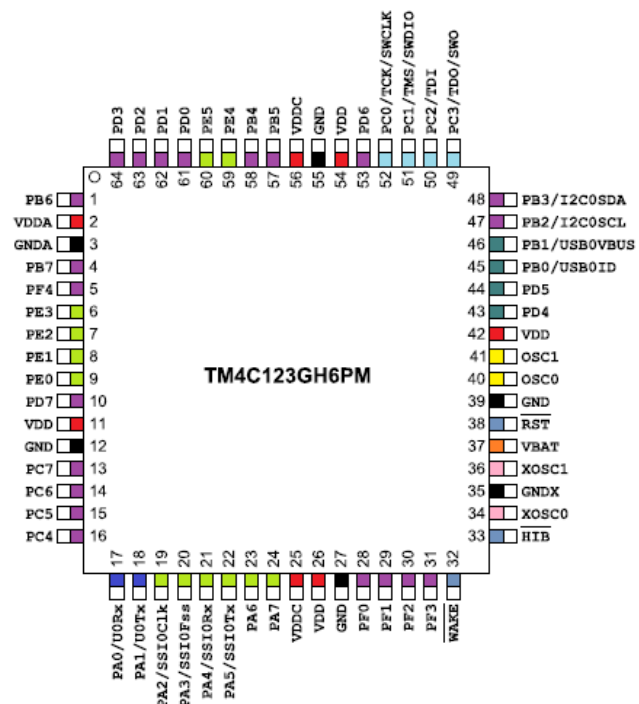 PD3
PD2
PD1
PD0
PE5
PE4
PB4
PB5
VDDC
GND
VDD
PD6
PC0/TCK/SWCLK
PC1/TMS/SWDIO
PC2/TDI
PC3/TDO/SWO
64
63
62
61
60
59
58
57
56
55
54
53
52
51
50
49
PB6 1
VDDA 2
GNDA 3
PB7 4
PF4 5
PE3 6
PE2 7
PE1 8
PE0 9
PD7 10
VDD 11
GND 12
PC7 13
PC6 14
PC5 15
PC4 16
TM4C123GH6PM
48 PB3/I2C0SDA
47 PB2/I2C0SCL
46 PB1/USB0VBUS
45 PB0/USB0ID
44 PD5
43 PD4
42 VDD
41 OSC1
40 OSC0
39 GND
38 RST
37 VBAT
36 XOSC1
35 GNDX
34 XOSC0
33 HIB
17
18
19
20
21
22
23
24
25
26
27
28
29
30
31
32
PA0/U0Rx
PA1/U0Tx
PA2/SSI0Clk
PA3/SSI0Fss
PA4/SSI0Rx
PA5/SSI0Tx
PA6
PA7
VDDC
VDD
GND
PF0
PF1
PF2
PF3
WAKE